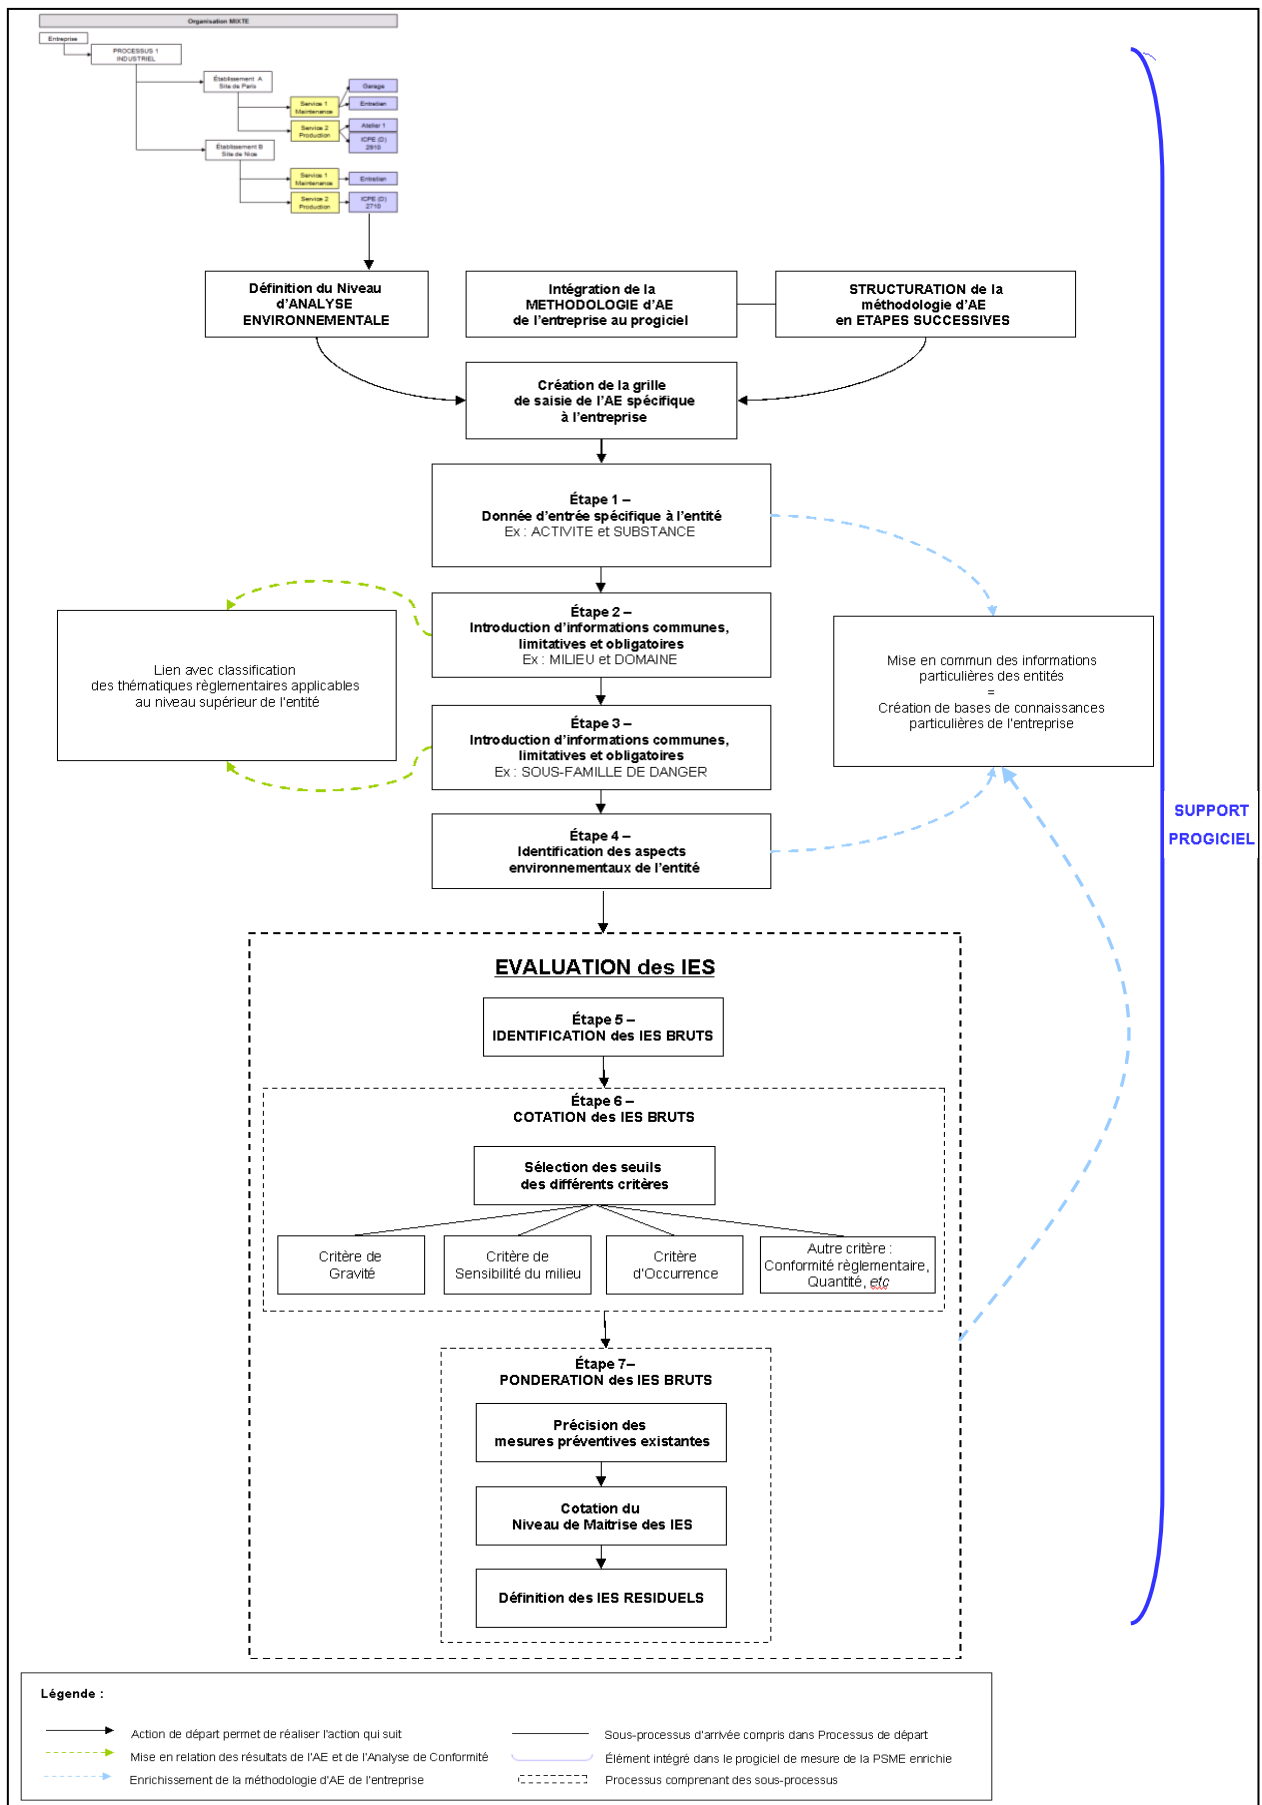 Organisation MIXTE
Entreprise
PROCESSUS 1
INDUSTRIEL
Établissement A
Site de Paris
Garage
Service 1
Maintenance
Entretien
Service 2
Production
Atelier 1
ICPE (D)
2910
Établissement B
Site de Nice
Service 1
Maintenance
Entretien
Service 2
Production
ICPE (D)
2710
Définition du Niveau
d'ANALYSE
ENVIRONNEMENTALE
Intégration de la
METHODOLOGIE d'AE
de l'entreprise au progiciel
STRUCTURATION de la
méthodologie d'AE
en ETAPES SUCCESSIVES
Création de la grille
de saisie de l'AE spécifique
à l'entreprise
Étape 1 –
Donnée d'entrée spécifique à l'entité
Ex : ACTIVITE et SUBSTANCE
Étape 2 –
Introduction d'informations communes,
limitatives et obligatoires
Ex : MILIEU et DOMAINE
Lien avec classification
des thématiques règlementaires applicables
au niveau supérieur de l'entité
Mise en commun des informations
particulières des entités
=
Création de bases de connaissances
particulières de l'entreprise
Étape 3 –
Introduction d'informations communes,
limitatives et obligatoires
Ex : SOUS-FAMILLE DE DANGER
Étape 4 –
Identification des aspects
environnementaux de l'entité
SUPPORT
PROGICIEL
EVALUATION des IES
Étape 5 –
IDENTIFICATION des IES BRUTS
Étape 6 –
COTATION des IES BRUTS
Sélection des seuils
des différents critères
Critère de
Gravité
Critère de
Sensibilité du milieu
Critère
d'Occurrence
Autre critère :
Conformité règlementaire,
Quantité, etc
Étape 7–
PONDERATION des IES BRUTS
Précision des
mesures préventives existantes
Cotation du
Niveau de Maitrise des IES
Définition des IES RESIDUELS
Légende :
Action de départ permet de réaliser l'action qui suit
Mise en relation des résultats de l'AE et de l'Analyse de Conformité
Enrichissement de la méthodologie d'AE de l'entreprise
Sous-processus d'arrivée compris dans Processus de départ
Élément intégré dans le progiciel de mesure de la PSME enrichie
Processus comprenant des sous-processus